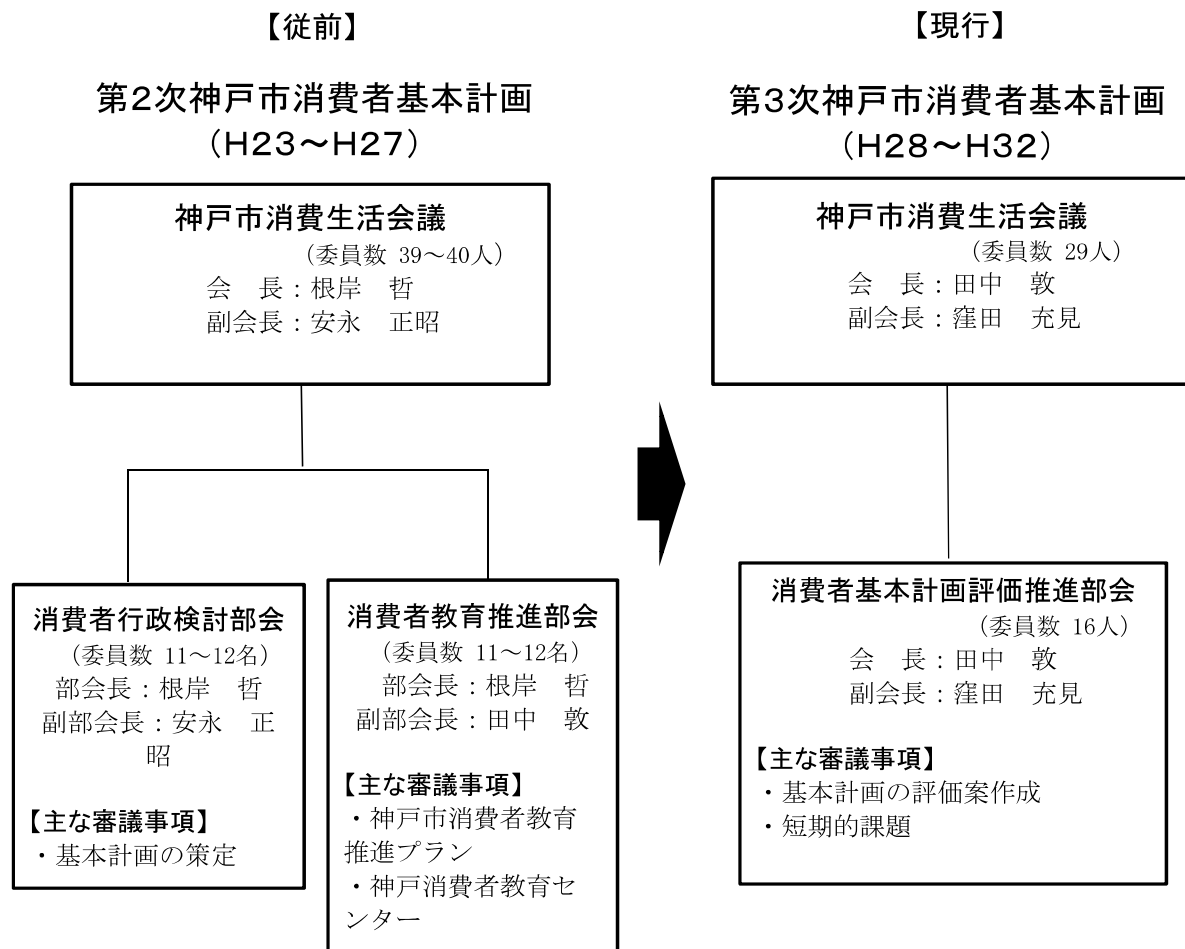 【従前】
第2次神戸市消費者基本計画
（H23～H27）
神戸市消費生活会議
（委員数 39～40人）
会　長：根岸　哲
副会長：安永　正昭
消費者行政検討部会
（委員数 11～12名）
部会長：根岸　哲
副部会長：安永　正
昭
【主な審議事項】
・基本計画の策定
消費者教育推進部会
（委員数 11～12名）
部会長：根岸　哲
副部会長：田中　敦
【主な審議事項】
・神戸市消費者教育
推進プラン
・神戸消費者教育セ
ンター
【現行】
第3次神戸市消費者基本計画
（H28～H32）
神戸市消費生活会議
（委員数 29人）
会　長：田中　敦
副会長：窪田　充見
消費者基本計画評価推進部会
（委員数 16人）
会　長：田中　敦
副会長：窪田　充見
【主な審議事項】
・基本計画の評価案作成
・短期的課題